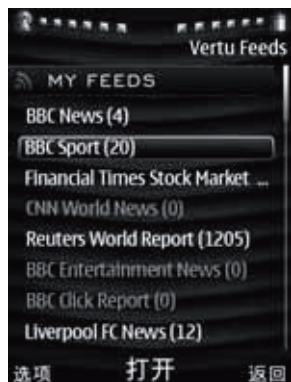 Vertu Feeds
MY FEEDS
BBC News (4)
BBC Sport (20)
Financial Times Stock Market ...
CNN World News (0)
Reuters World Report (1205)
BBC Entertainment News (0)
BBC Click Report (0)
Liverpool FC News (12)
选项 打开 返回